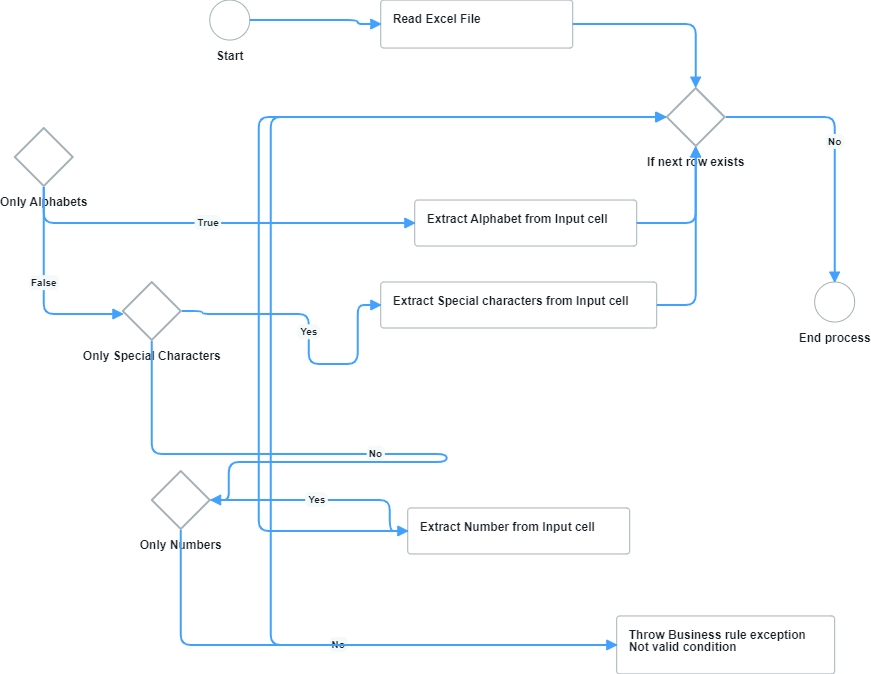 Read Excel File
Start
No
If next row exists
Only Alphabets
True
Extract Alphabet from Input cell
False
Extract Special characters from Input cell
Yes
End process
Only Special Characters
No
Yes
Extract Number from Input cell
Only Numbers
Throw Business rule exception
Not valid condition
No